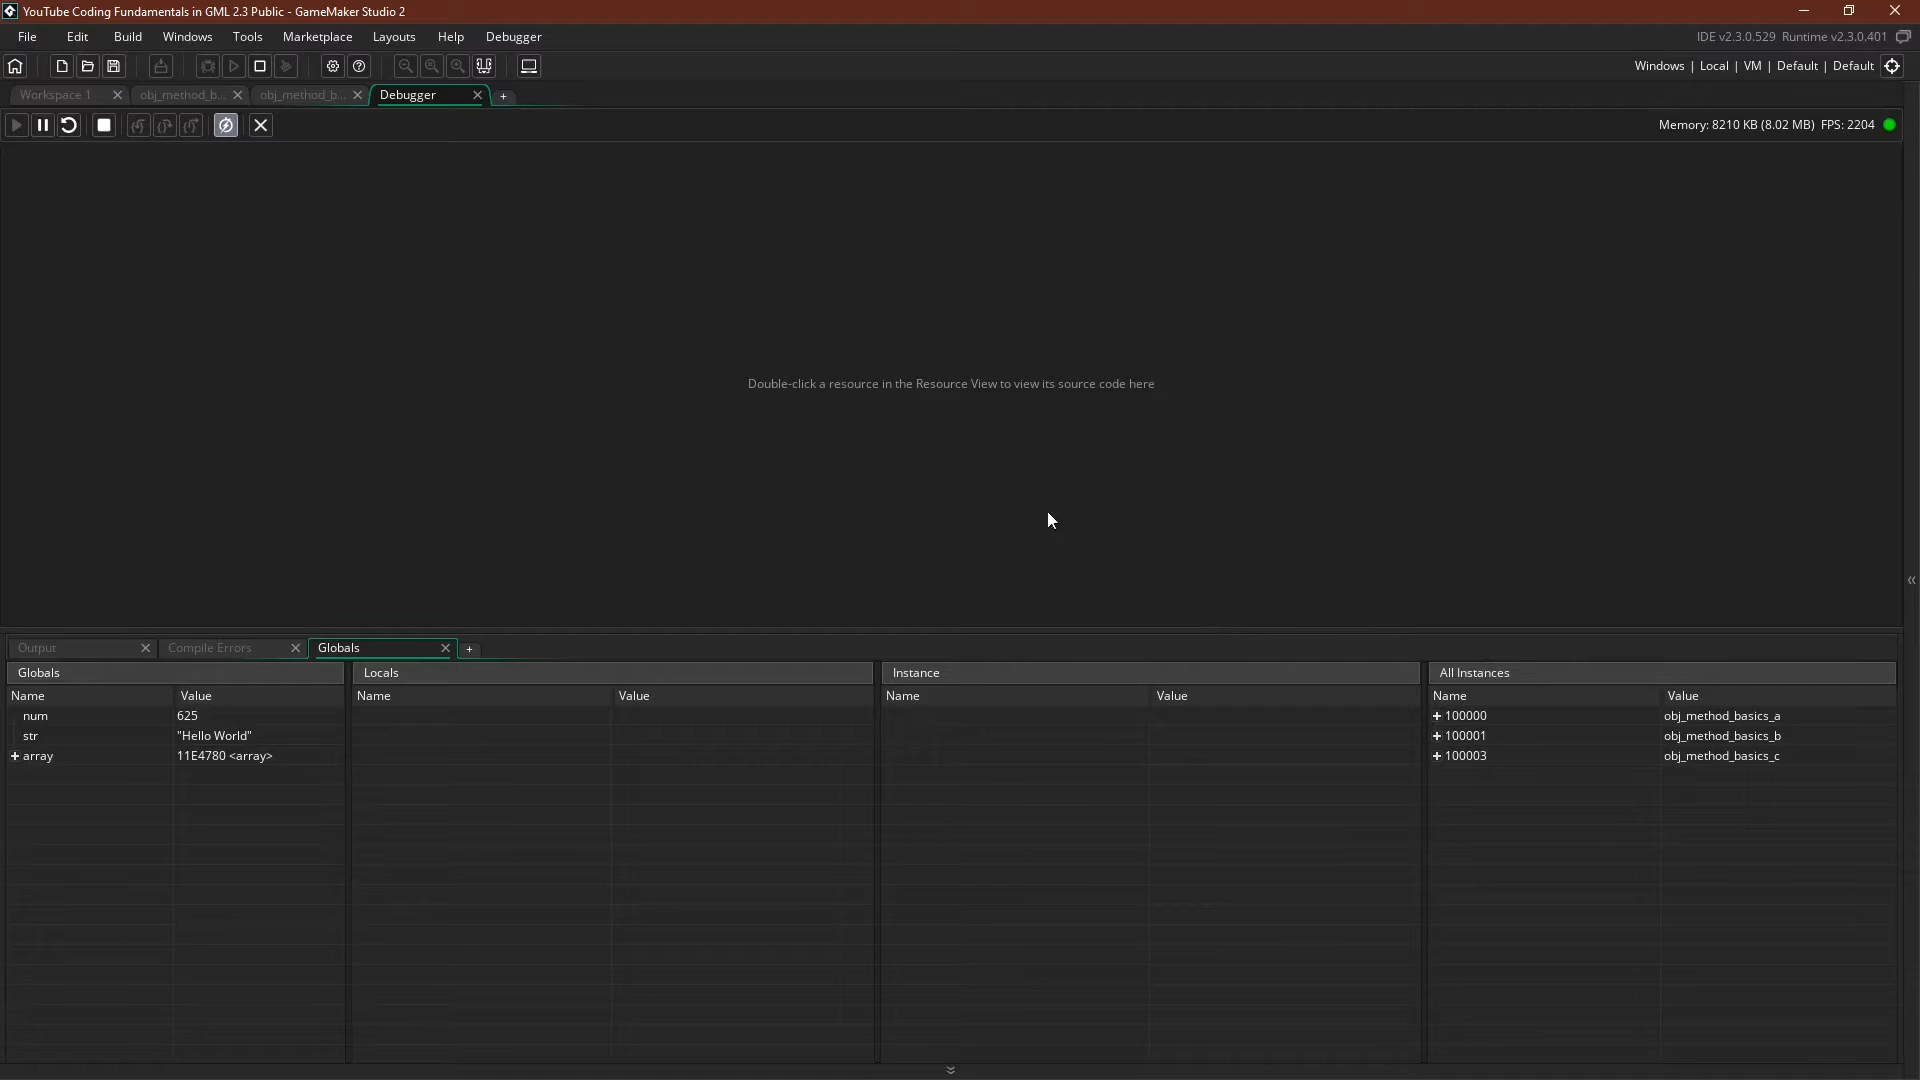 YouTube Coding Fundamentals in GML 2.3 Public - GameMaker Studio 2
File Edit Build Windows Tools Marketplace Layouts Help Debugger IDE v2.3.0.529 Runtime v2.3.0.401
Windows | Local | VM | Default | Default
Workspace 1 obj_method_b... obj_method_b... Debugger +
Memory: 8210 KB (8.02 MB) FPS: 2204
Double-click a resource in the Resource View to view its source code here
Output Compile Errors Globals +
Globals Locals Instance All Instances
Name Value Name Value Name Value Name Value
num 625 100000 obj_method_basics_a
str "Hello World" 100001 obj_method_basics_b
array 11E4780 <array> 100003 obj_method_basics_c